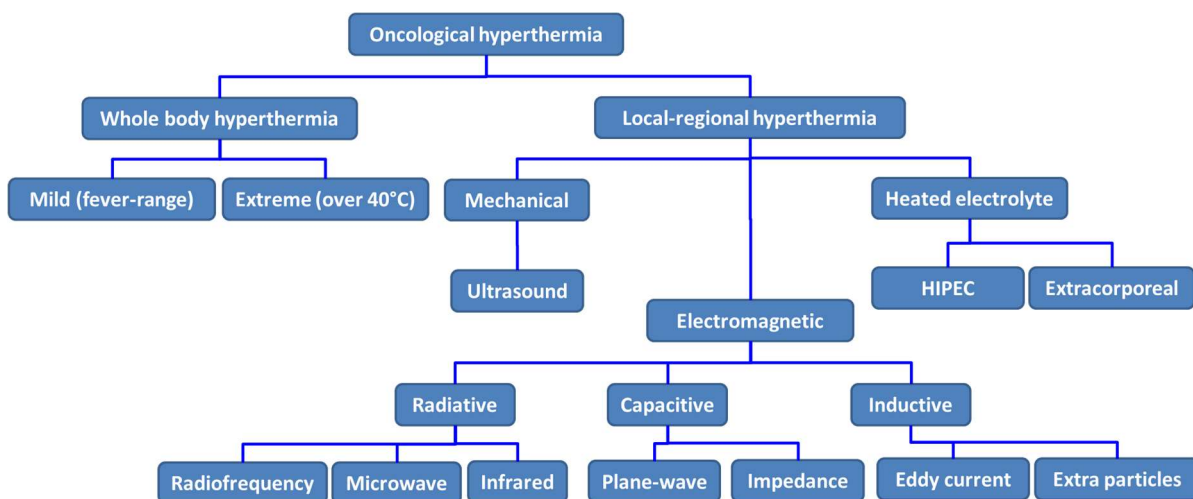 Oncological hyperthermia
Whole body hyperthermia
Local-regional hyperthermia
Mild (fever-range)
Extreme (over 40°C)
Mechanical
Heated electrolyte
Ultrasound
HIPEC
Extracorporeal
Electromagnetic
Radiative
Capacitive
Inductive
Radiofrequency
Microwave
Infrared
Plane-wave
Impedance
Eddy current
Extra particles